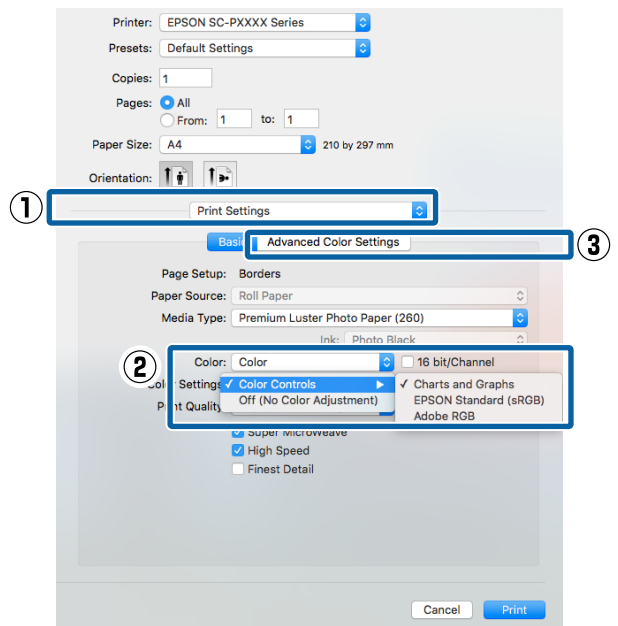 Printer: EPSON SC-PXXXX Series
Presets: Default Settings
Copies: 1
Pages: All
From: 1 to: 1
Paper Size: A4 210 by 297 mm
Orientation:
① Print Settings
Basic Advanced Color Settings ③
Page Setup: Borders
Paper Source: Roll Paper
Media Type: Premium Luster Photo Paper (260)
Ink: Photo Black
② Color: Color 16 bit/Channel
Color Settings ✓ Color Controls ▶ ✓ Charts and Graphs
Off (No Color Adjustment) EPSON Standard (sRGB)
Print Quality Adobe RGB
Super MicroWeave
High Speed
Finest Detail
Cancel Print